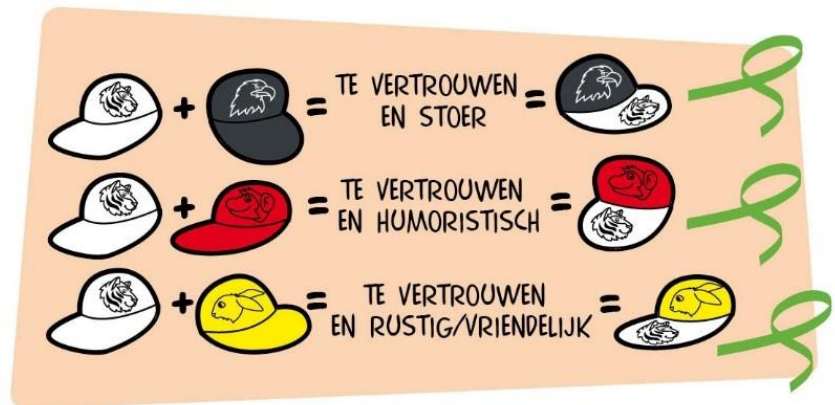 + = TE VERTROUWEN
EN STOER =
+ = TE VERTROUWEN
EN HUMORISTISCH =
+ = TE VERTROUWEN
EN RUSTIG/VRIENDELIJK =